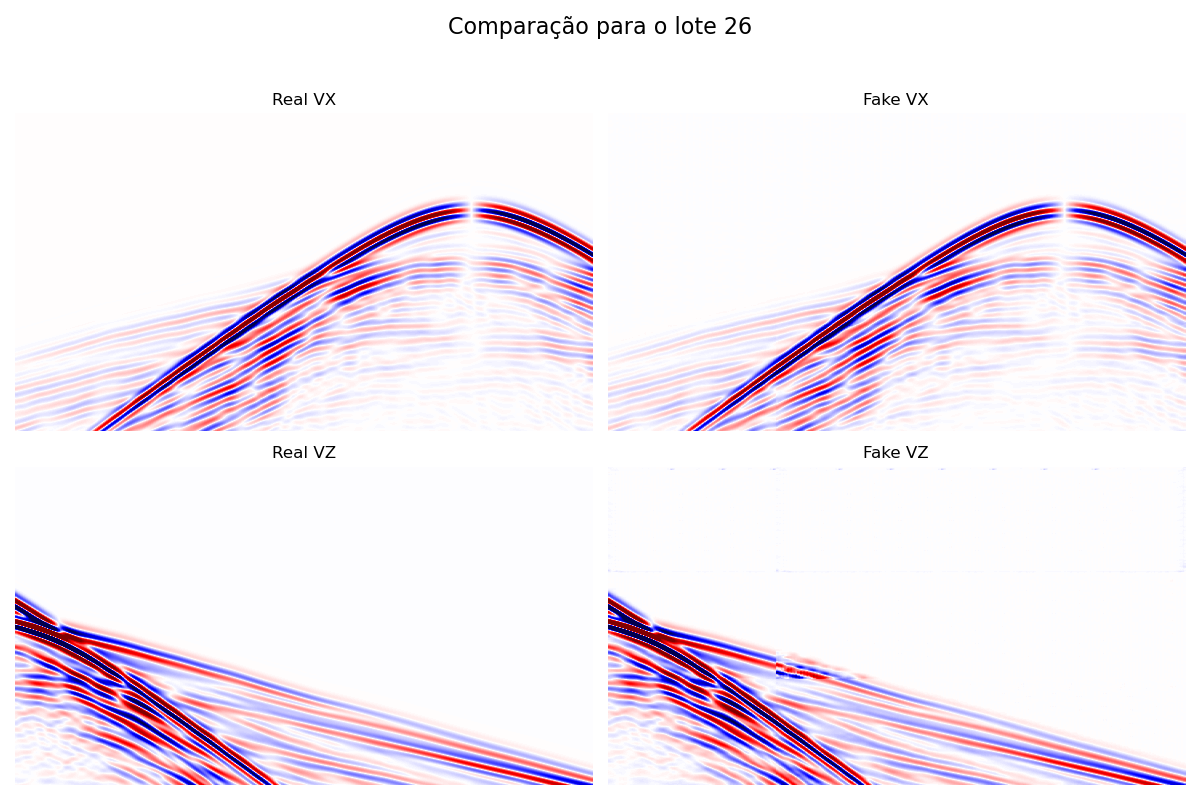 Comparação para o lote 26
Real VX
Fake VX
Real VZ
Fake VZ